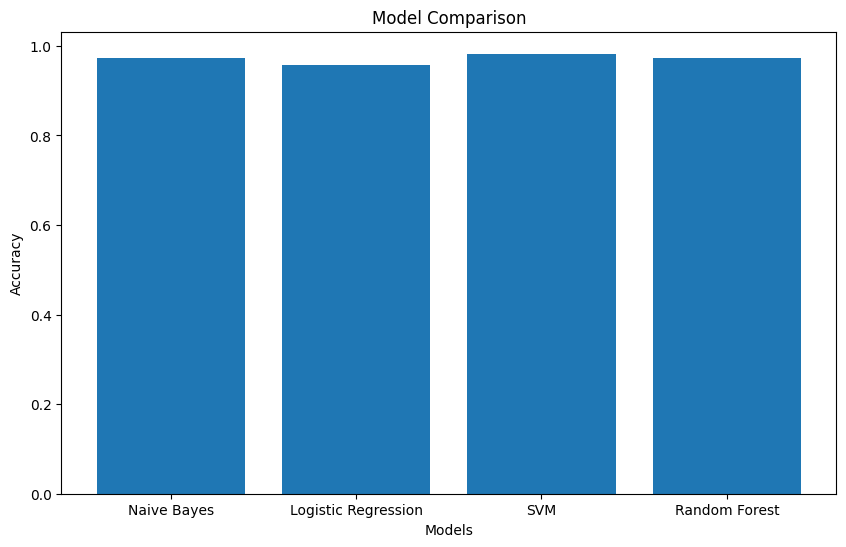 Model Comparison
Accuracy
1.0
0.8
0.6
0.4
0.2
0.0
Naive Bayes
Logistic Regression
SVM
Random Forest
Models